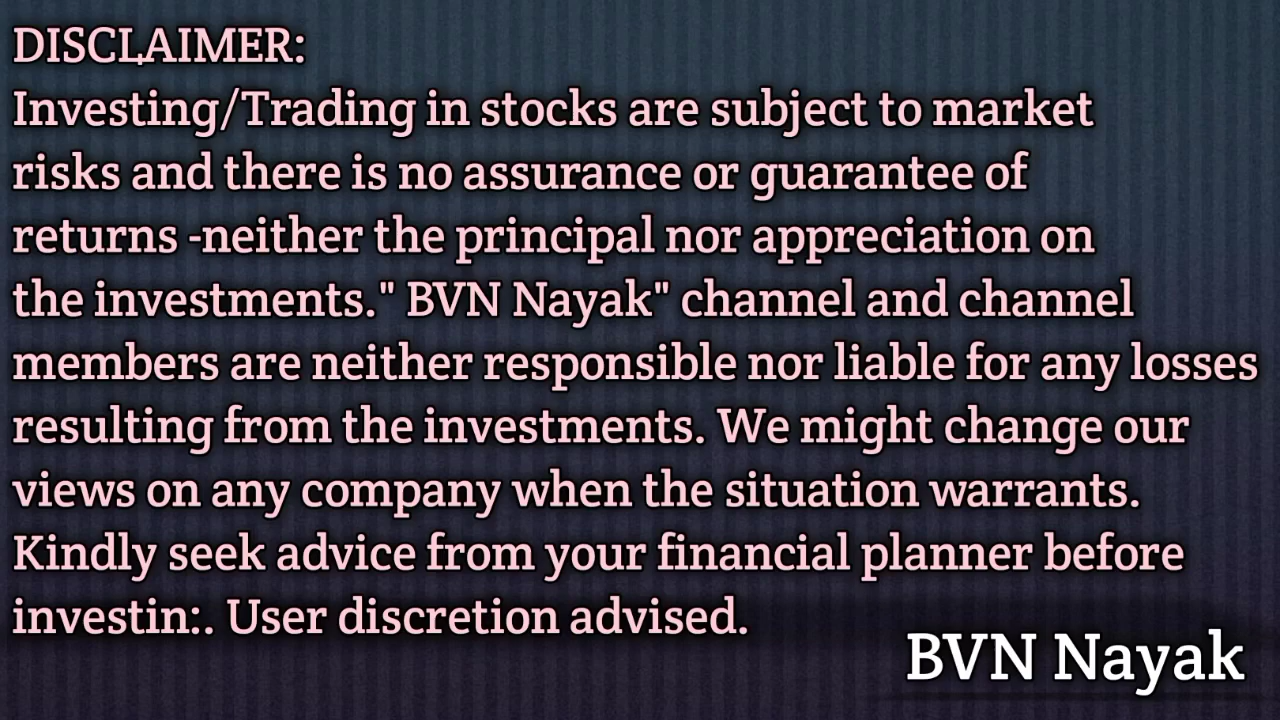 DISCLAIMER:
Investing/Trading in stocks are subject to market
risks and there is no assurance or guarantee of
returns -neither the principal nor appreciation on
the investments." BVN Nayak" channel and channel
members are neither responsible nor liable for any losses
resulting from the investments. We might change our
views on any company when the situation warrants.
Kindly seek advice from your financial planner before
investin:. User discretion advised.
BVN Nayak